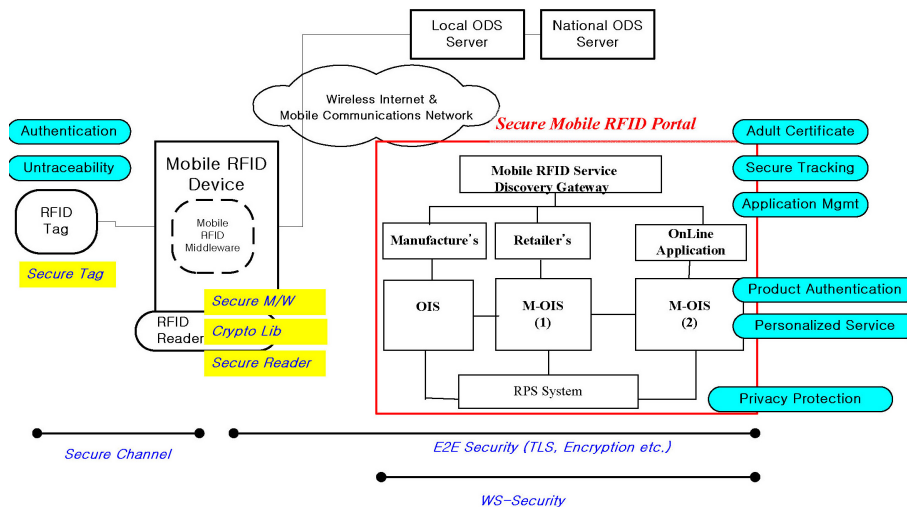 Local ODS
Server
National ODS
Server
Wireless Internet &
Mobile Communications Network
Secure Mobile RFID Portal
Authentication
Untraceability
Mobile RFID
Device
RFID
Tag
Mobile
RFID
Middleware
Secure Tag
Secure M/W
RFID
Reader
Crypto Lib
Secure Reader
Mobile RFID Service
Discovery Gateway
Manufacture's
Retailer's
OnLine
Application
OIS
M-OIS
(1)
M-OIS
(2)
RPS System
Adult Certificate
Secure Tracking
Application Mgmt
Product Authentication
Personalized Service
Privacy Protection
Secure Channel
E2E Security (TLS, Encryption etc.)
WS-Security